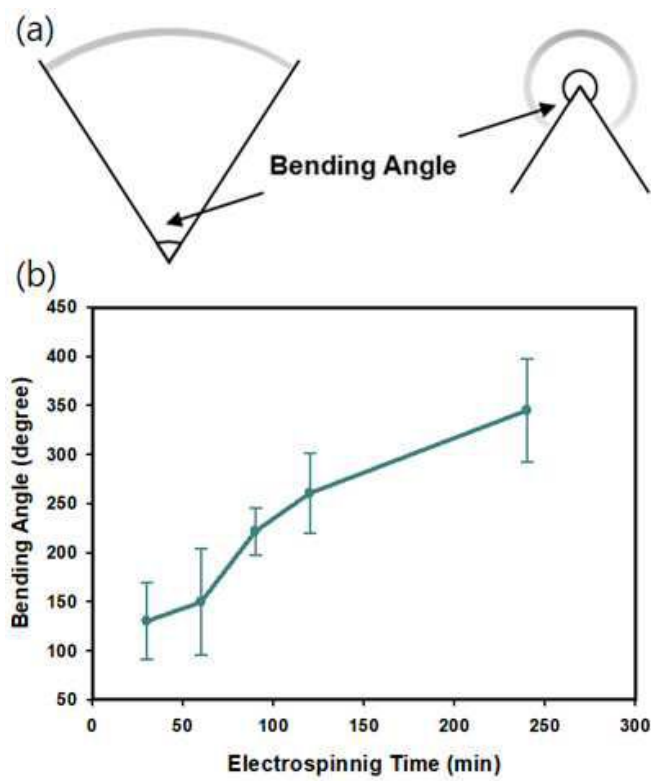 (a)
Bending Angle
(b)
450
400
350
300
250
200
150
100
50
Bending Angle (degree)
0 50 100 150 200 250 300
Electrospinnig Time (min)